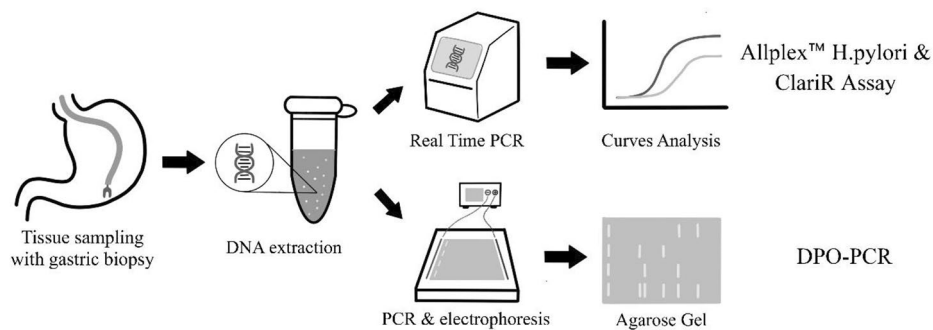 Tissue sampling
with gastric biopsy
DNA extraction
Real Time PCR
Curves Analysis
Allplex™ H.pylori &
ClariR Assay
PCR & electrophoresis
Agarose Gel
DPO-PCR